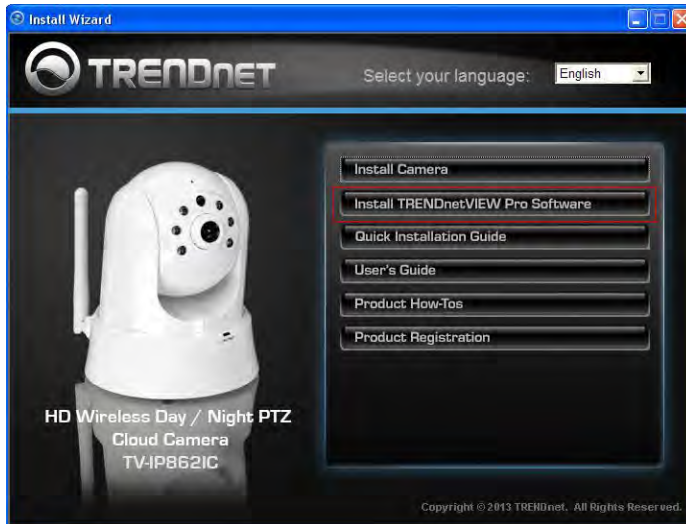 Install Wizard
TRENDNET
Select your language: English
Install Camera
Install TRENDnetVIEW Pro Software
Quick Installation Guide
User's Guide
Product How-Tos
Product Registration
HD Wireless Day / Night PTZ
Cloud Camera
TV-IP862IC
Copyright © 2013 TRENDnet. All Rights Reserved.